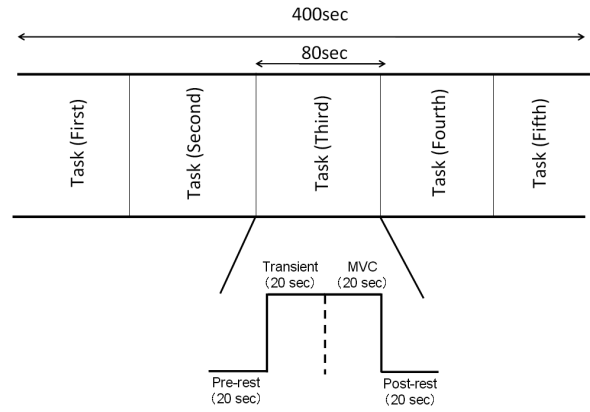 400sec
80sec
Task (First)
Task (Second)
Task (Third)
Task (Fourth)
Task (Fifth)
Transient
(20 sec)
MVC
(20 sec)
Pre-rest
(20 sec)
Post-rest
(20 sec)